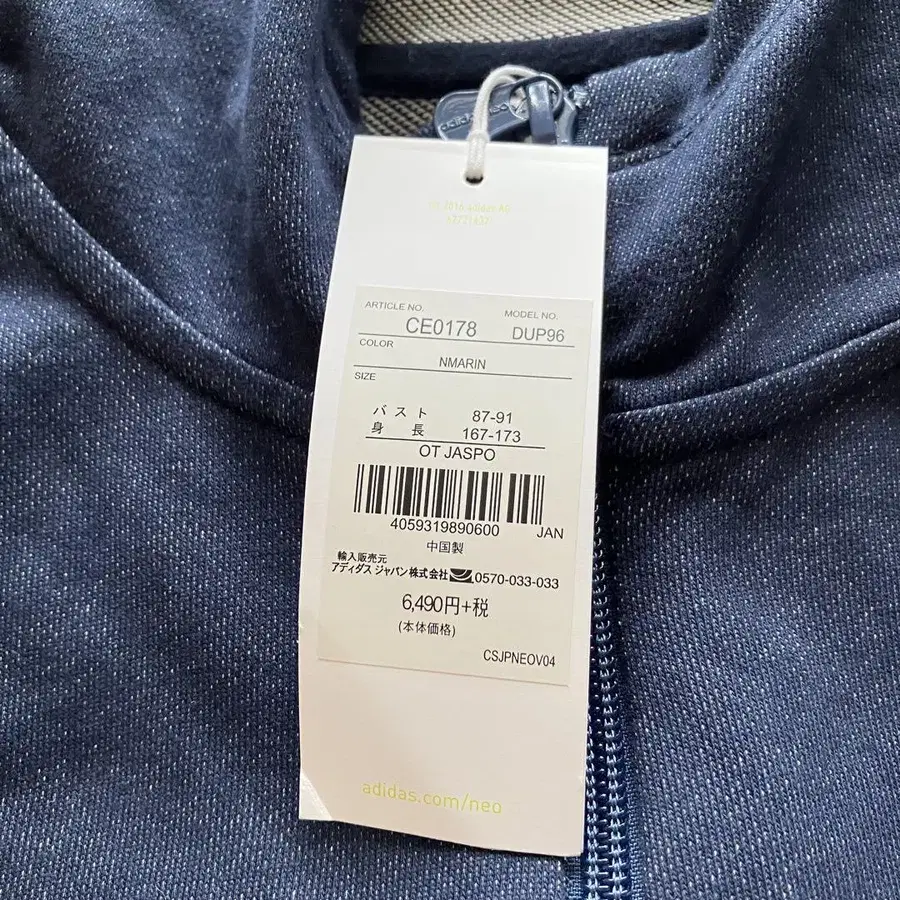 ARTICLE NO.
CE0178
MODEL NO.
DUP96
COLOR
NMARIN
SIZE
バスト 87-91
身長 167-173
OT JASPO
4059319890600 JAN
中国製
輸入販売元
アディダス ジャパン株式会社 0570-033-033
6,490円+税
(本体価格)
CSJPNEOV04
adidas.com/neo